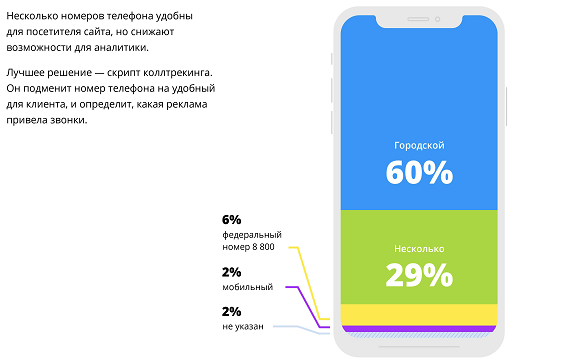 Несколько номеров телефона удобны
для посетителя сайта, но снижают
возможности для аналитики.
Лучшее решение — скрипт коллтрекинга.
Он подменит номер телефона на удобный
для клиента, и определит, какая реклама
привела звонки.
Городской
60%
Несколько
29%
6%
федеральный
номер 8 800
2%
мобильный
2%
не указан